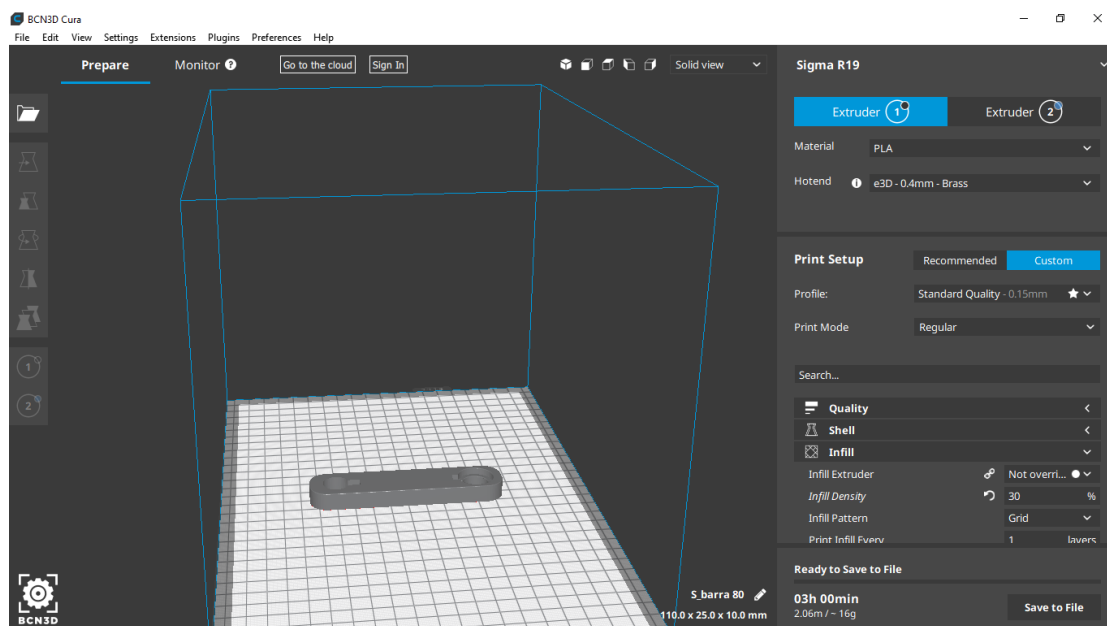 BCN3D Cura
File Edit View Settings Extensions Plugins Preferences Help
Prepare Monitor ? Go to the cloud Sign In Solid view
Sigma R19
Extruder 1 Extruder 2
Material PLA
Hotend i e3D - 0.4mm - Brass
Print Setup Recommended Custom
Profile: Standard Quality - 0.15mm
Print Mode Regular
Search...
Quality
Shell
Infill
Infill Extruder Not overri...
Infill Density 30 %
Infill Pattern Grid
Print Infill Every 1 layers
1
2
Ready to Save to File
03h 00min
2.06m / ~ 16g
Save to File
S_barra 80
110.0 x 25.0 x 10.0 mm
BCN3D